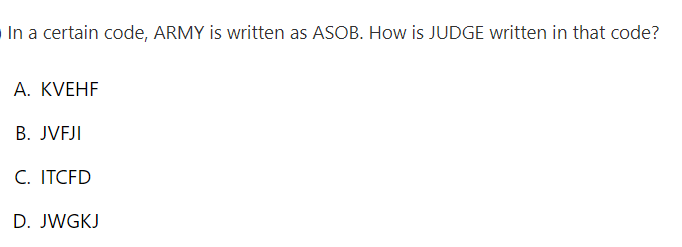 In a certain code, ARMY is written as ASOB. How is JUDGE written in that code?
A. KVEHF
B. JVFJI
C. ITCFD
D. JWGKJ